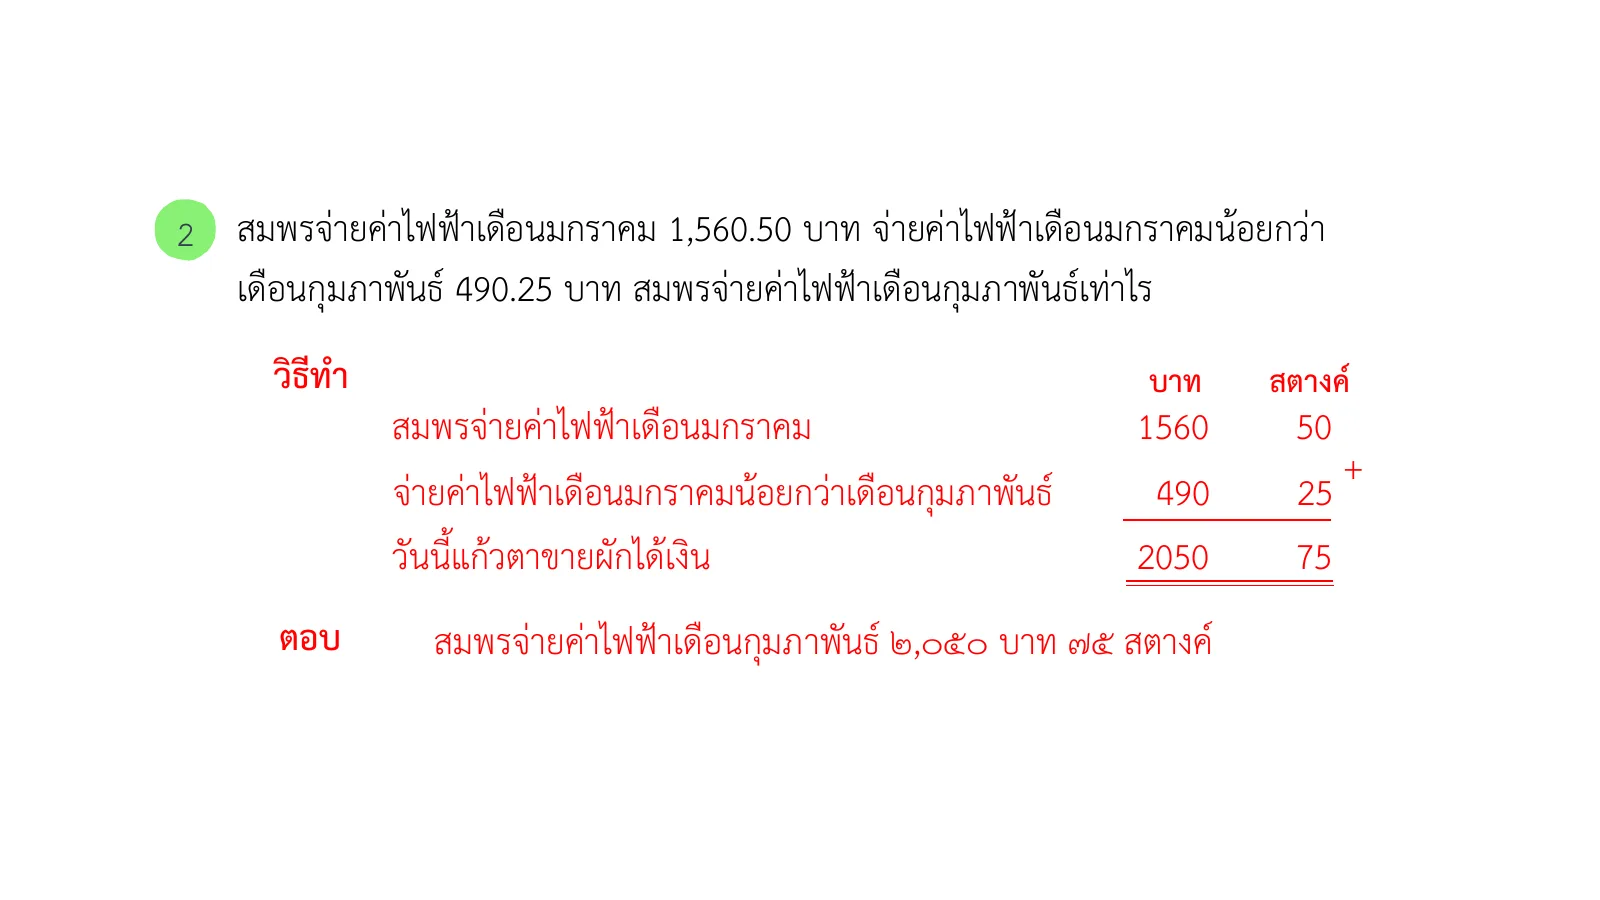 2 สมพรจ่ายค่าไฟฟ้าเดือนมกราคม 1,560.50 บาท จ่ายค่าไฟฟ้าเดือนมกราคมน้อยกว่า
เดือนกุมภาพันธ์ 490.25 บาท สมพรจ่ายค่าไฟฟ้าเดือนกุมภาพันธ์เท่าไร
วิธีทำ บาท สตางค์
สมพรจ่ายค่าไฟฟ้าเดือนมกราคม 1560 50
+
จ่ายค่าไฟฟ้าเดือนมกราคมน้อยกว่าเดือนกุมภาพันธ์ 490 25
วันนี้แก้วตาขายผักได้เงิน 2050 75
ตอบ สมพรจ่ายค่าไฟฟ้าเดือนกุมภาพันธ์ ๒,๐๕๐ บาท ๗๕ สตางค์